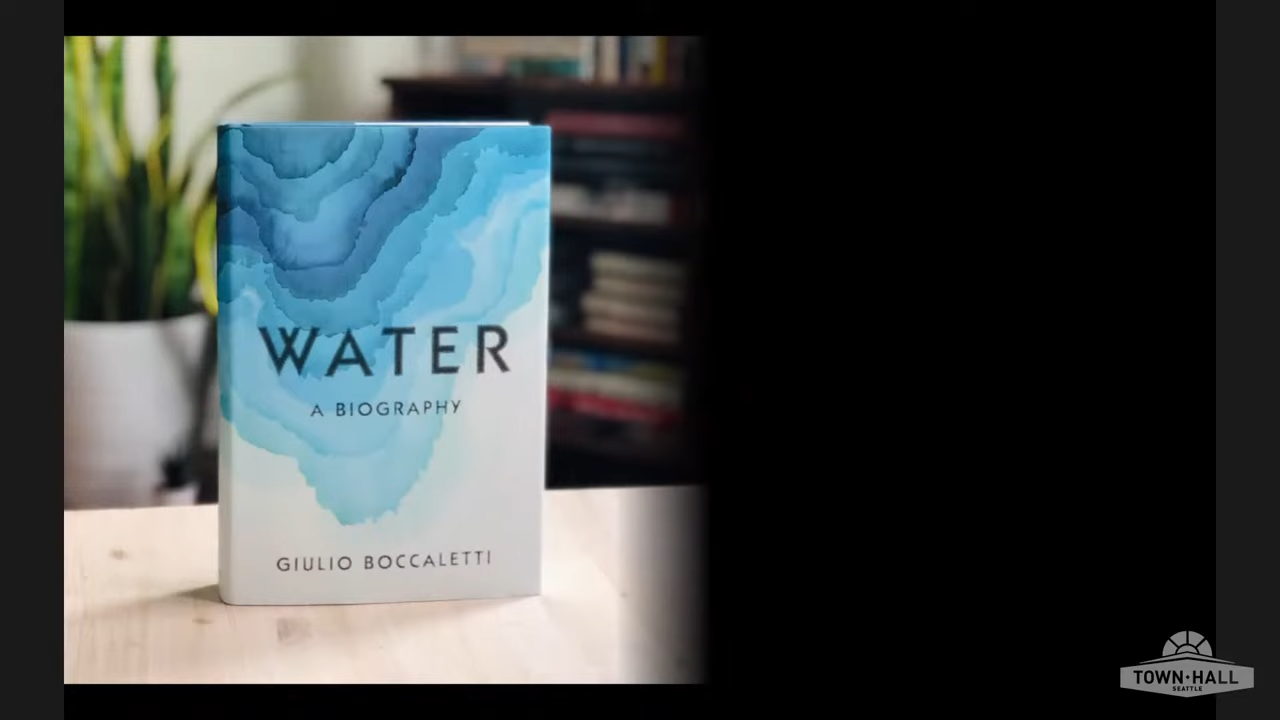 WATER
A BIOGRAPHY
GIULIO BOCCALETTI
TOWN·HALL
SEATTLE